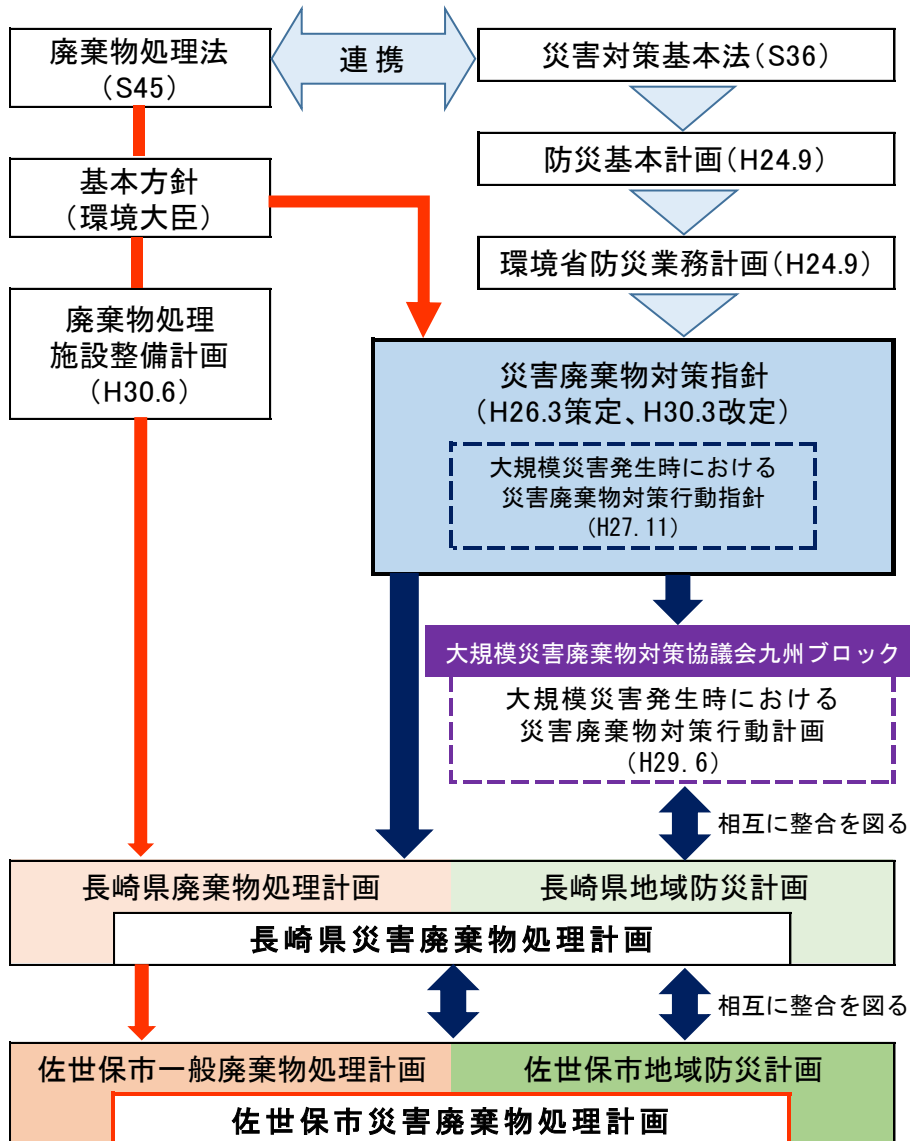 廃棄物処理法
（S45）
連携
災害対策基本法（S36）
防災基本計画（H24.9）
基本方針
（環境大臣）
環境省防災業務計画（H24.9）
廃棄物処理
施設整備計画
（H30.6）
災害廃棄物対策指針
（H26.3策定、H30.3改定）
大規模災害発生時における
災害廃棄物対策行動指針
（H27.11）
大規模災害廃棄物対策協議会九州ブロック
大規模災害発生時における
災害廃棄物対策行動計画
（H29.6）
相互に整合を図る
長崎県廃棄物処理計画
長崎県地域防災計画
長崎県災害廃棄物処理計画
相互に整合を図る
佐世保市一般廃棄物処理計画
佐世保市地域防災計画
佐世保市災害廃棄物処理計画